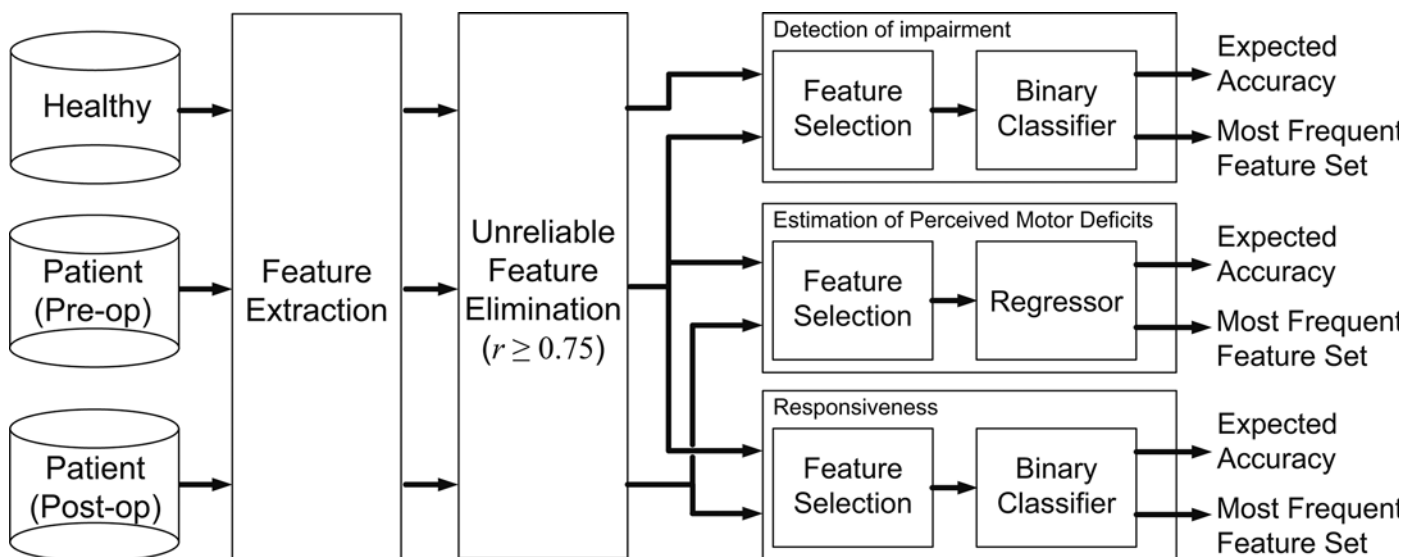 Healthy
Patient
(Pre-op)
Patient
(Post-op)
Feature
Extraction
Unreliable
Feature
Elimination
(r ≥ 0.75)
Detection of impairment
Feature
Selection
Binary
Classifier
Expected
Accuracy
Most Frequent
Feature Set
Estimation of Perceived Motor Deficits
Feature
Selection
Regressor
Expected
Accuracy
Most Frequent
Feature Set
Responsiveness
Feature
Selection
Binary
Classifier
Expected
Accuracy
Most Frequent
Feature Set